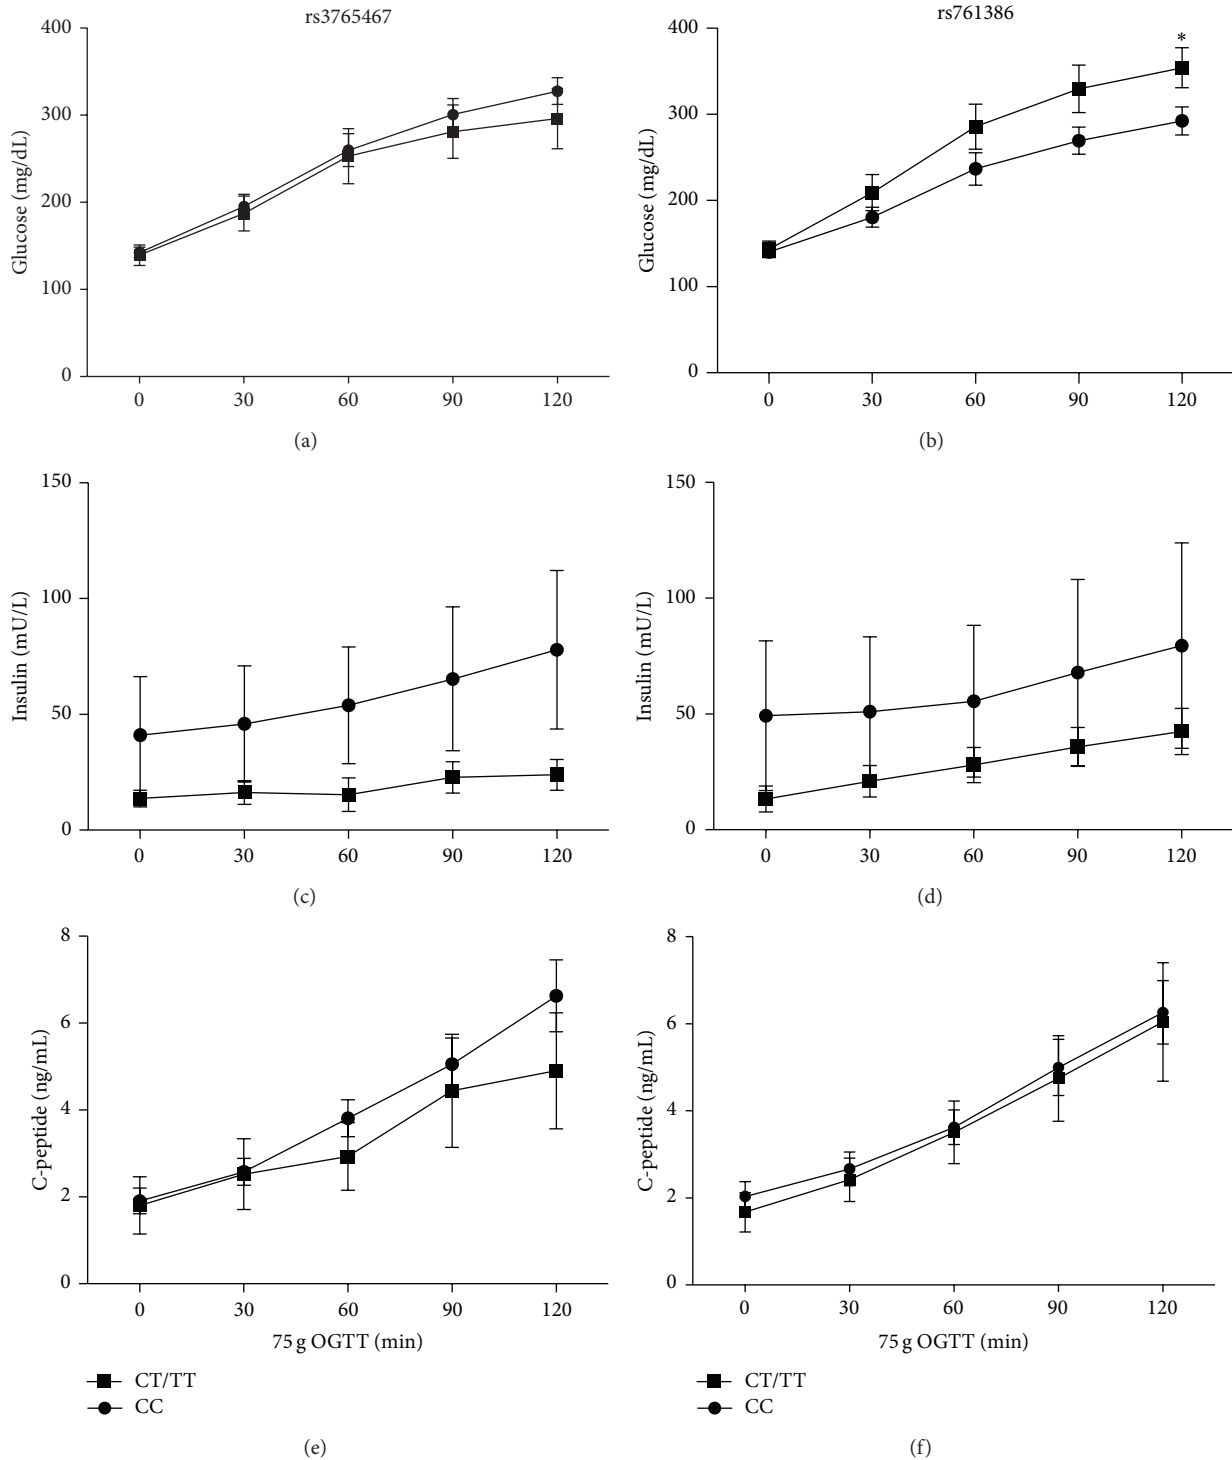 rs3765467
400
300
200
100
0
Glucose (mg/dL)
0 30 60 90 120
(a)
rs761386
*
400
300
200
100
0
Glucose (mg/dL)
0 30 60 90 120
(b)
150
100
50
0
Insulin (mU/L)
0 30 60 90 120
(c)
150
100
50
0
Insulin (mU/L)
0 30 60 90 120
(d)
8
6
4
2
0
C-peptide (ng/mL)
0 30 60 90 120
75 g OGTT (min)
CT/TT
CC
(e)
8
6
4
2
0
C-peptide (ng/mL)
0 30 60 90 120
75 g OGTT (min)
CT/TT
CC
(f)